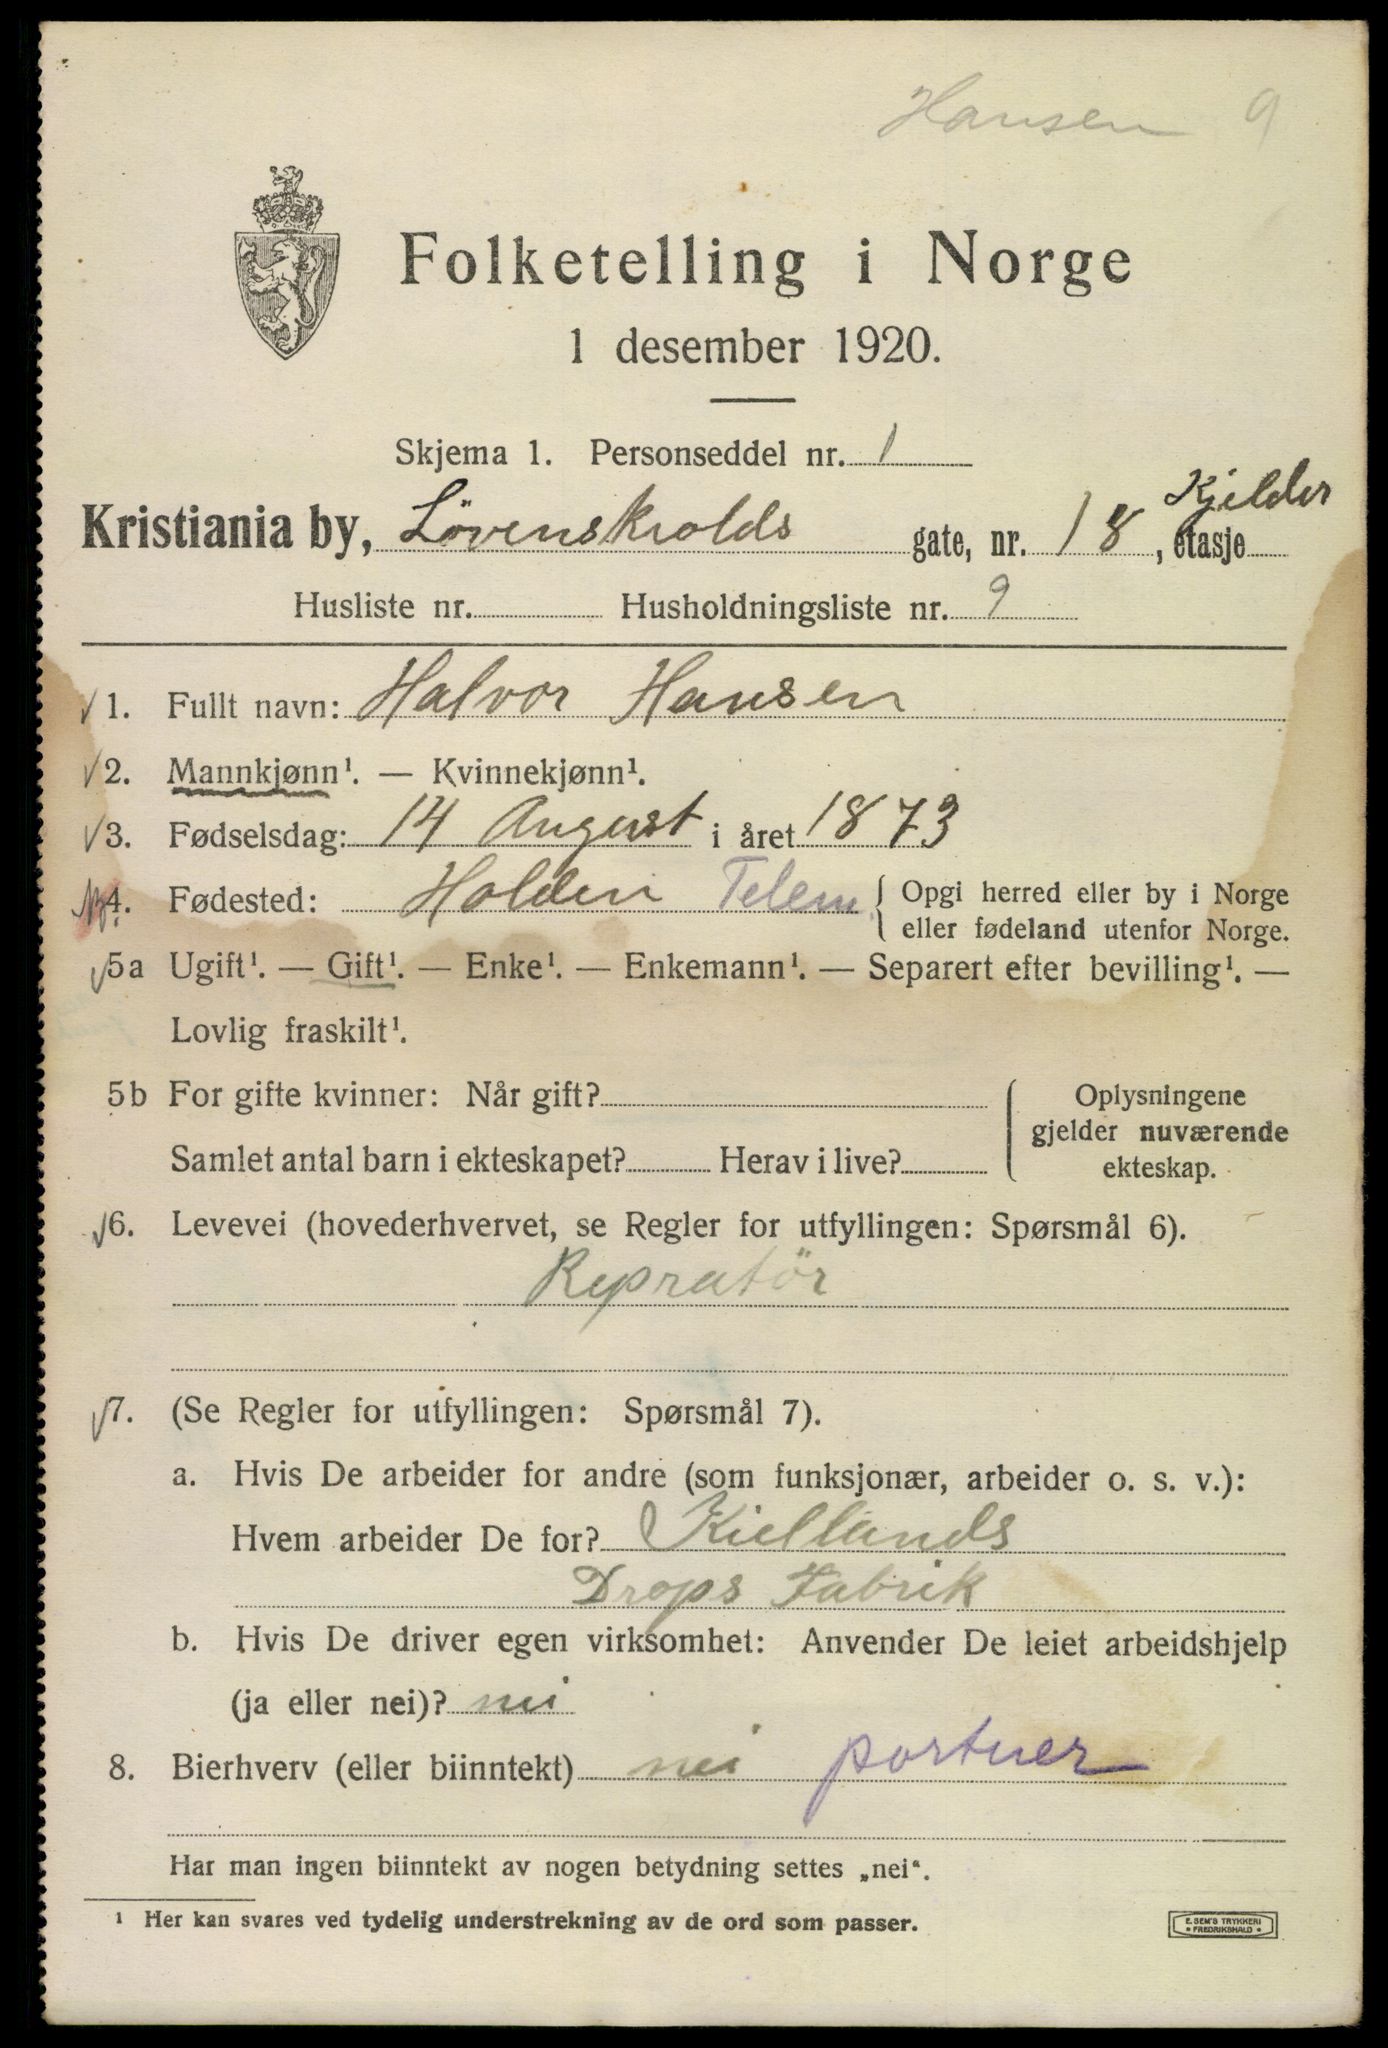 Hansen 9
Folketelling i Norge
1 desember 1920.
Skjema 1. Personseddel nr. 1
Kjelder
Kristiania by, Lövenskiolds gate, nr. 18, etasje
Husliste nr. Husholdningsliste nr. 9
1. Fullt navn: Halvor Hansen
2. Mannkjønn¹. — Kvinnekjønn¹.
3. Fødselsdag: 14 August i året 1873
4. Fødested: Holden Telem. Opgi herred eller by i Norge
eller fødeland utenfor Norge.
5a Ugift¹. — Gift¹. — Enke¹. — Enkemann¹. — Separert efter bevilling¹. —
Lovlig fraskilt¹.
5b For gifte kvinner: Når gift? Oplysningene
gjelder nuværende
Samlet antal barn i ekteskapet? Herav i live? ekteskap.
6. Levevei (hovederhvervet, se Regler for utfyllingen: Spørsmål 6).
Repratör
7. (Se Regler for utfyllingen: Spørsmål 7).
a. Hvis De arbeider for andre (som funksjonær, arbeider o. s. v.):
Hvem arbeider De for? Kiellands
Drops Fabrik
b. Hvis De driver egen virksomhet: Anvender De leiet arbeidshjelp
(ja eller nei)? nei
8. Bierhverv (eller biinntekt) nei portner
Har man ingen biinntekt av nogen betydning settes „nei“.
¹ Her kan svares ved tydelig understrekning av de ord som passer.
E. SEM'S TRYKKERI
• FREDRIKSHALD •